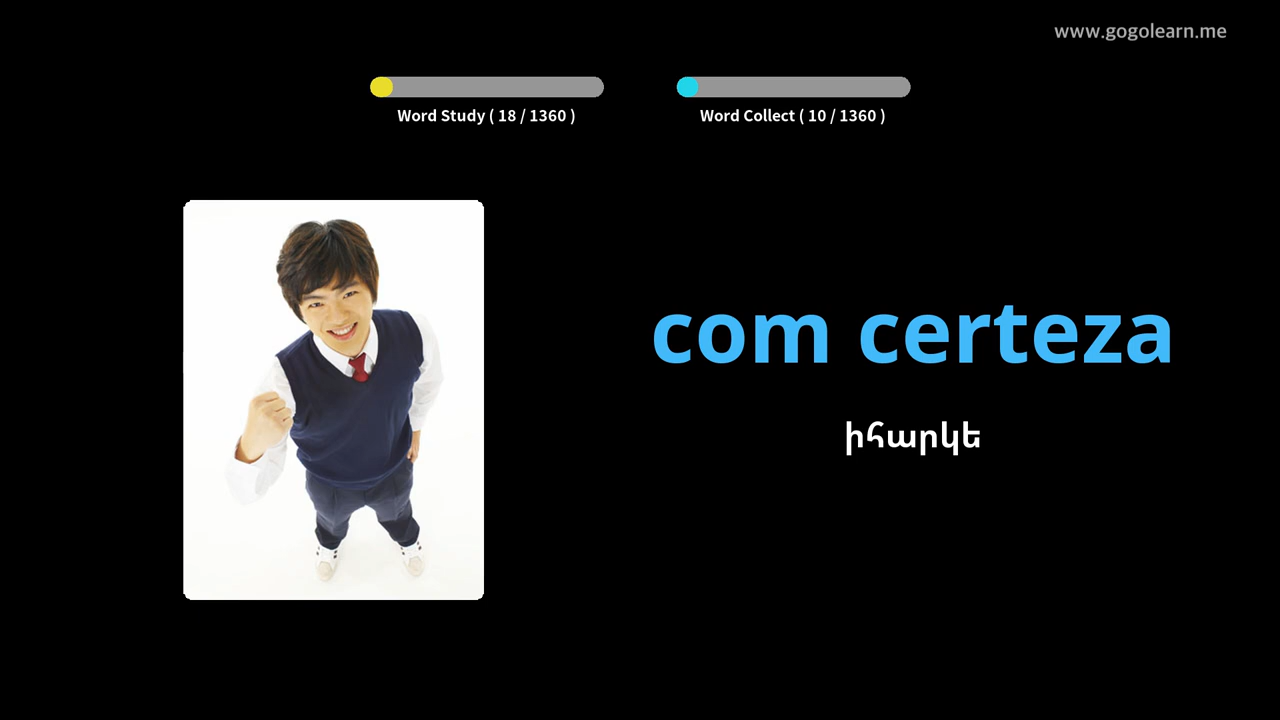 www.gogolearn.me
Word Study ( 18 / 1360 )
Word Collect ( 10 / 1360 )
com certeza
իհարկե